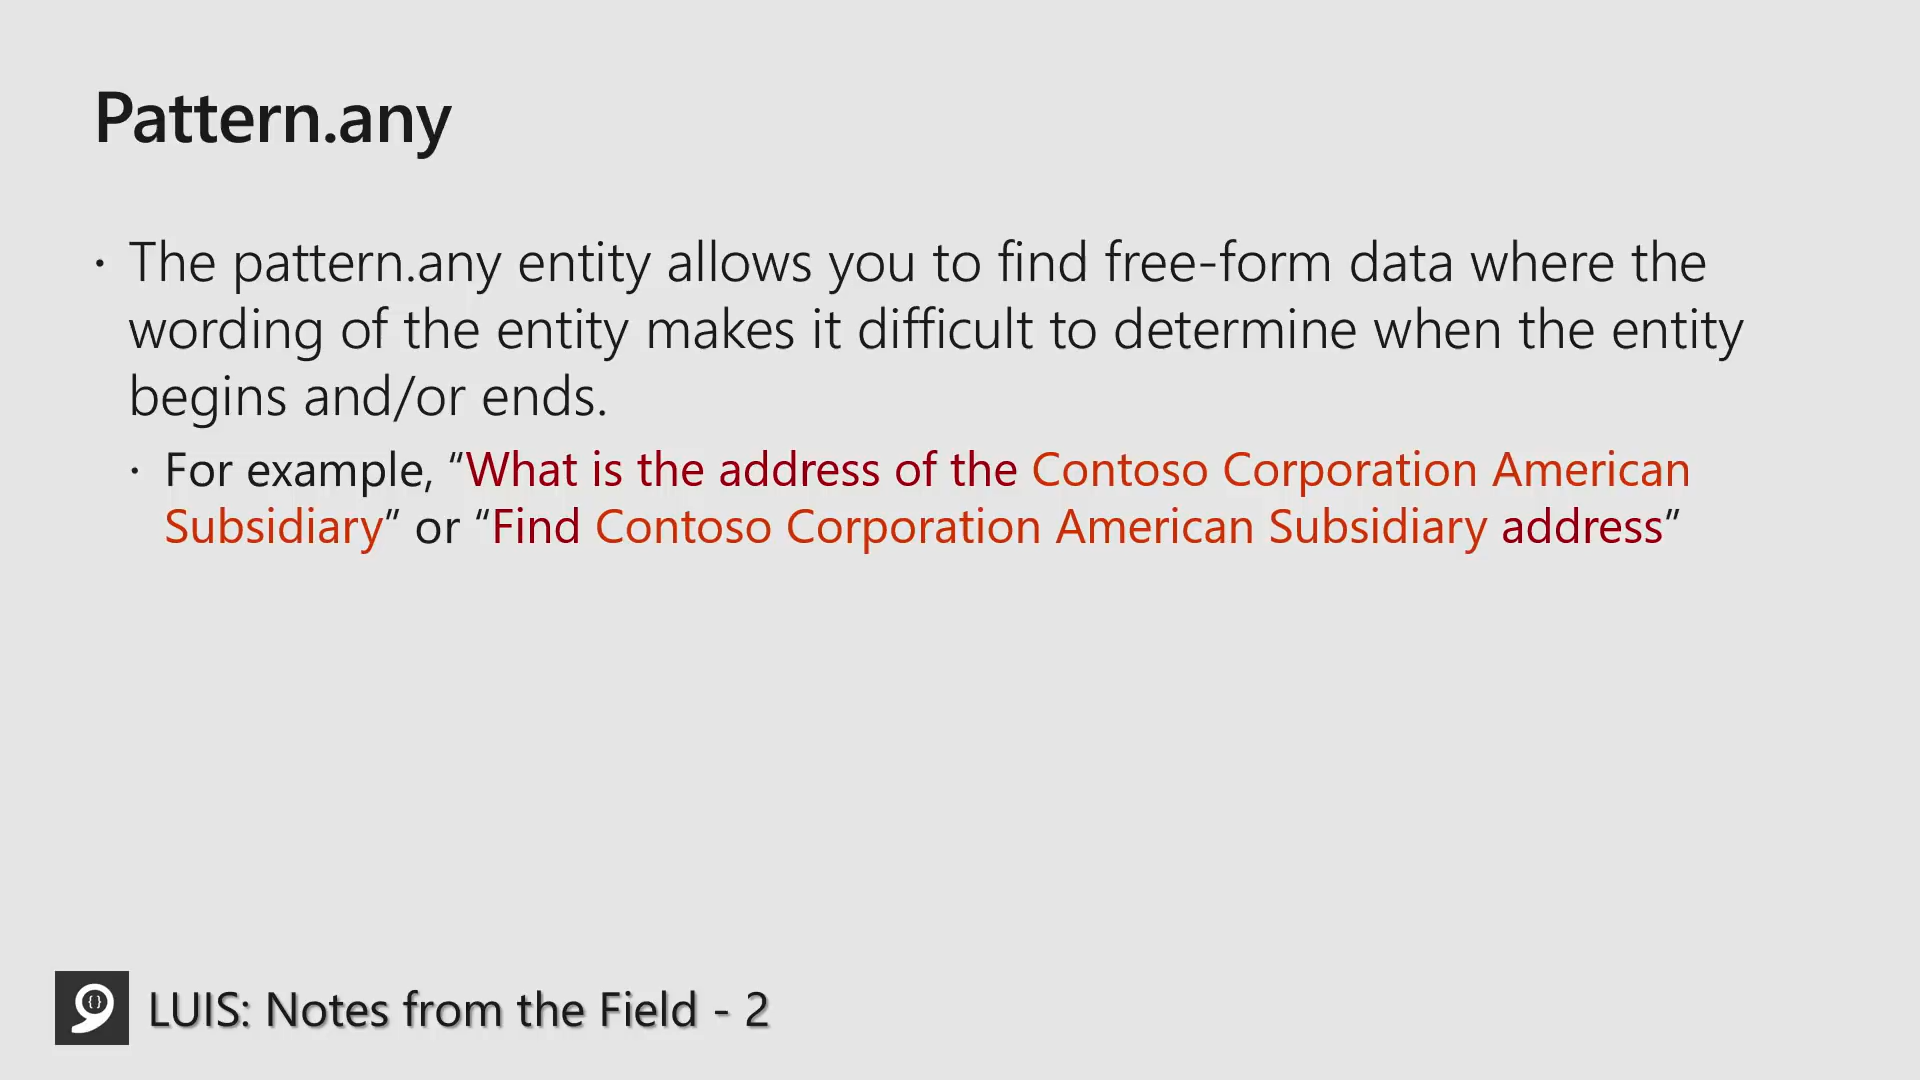 Pattern.any
· The pattern.any entity allows you to find free-form data where the
wording of the entity makes it difficult to determine when the entity
begins and/or ends.
· For example, “What is the address of the Contoso Corporation American
Subsidiary” or “Find Contoso Corporation American Subsidiary address”
{} LUIS: Notes from the Field - 2